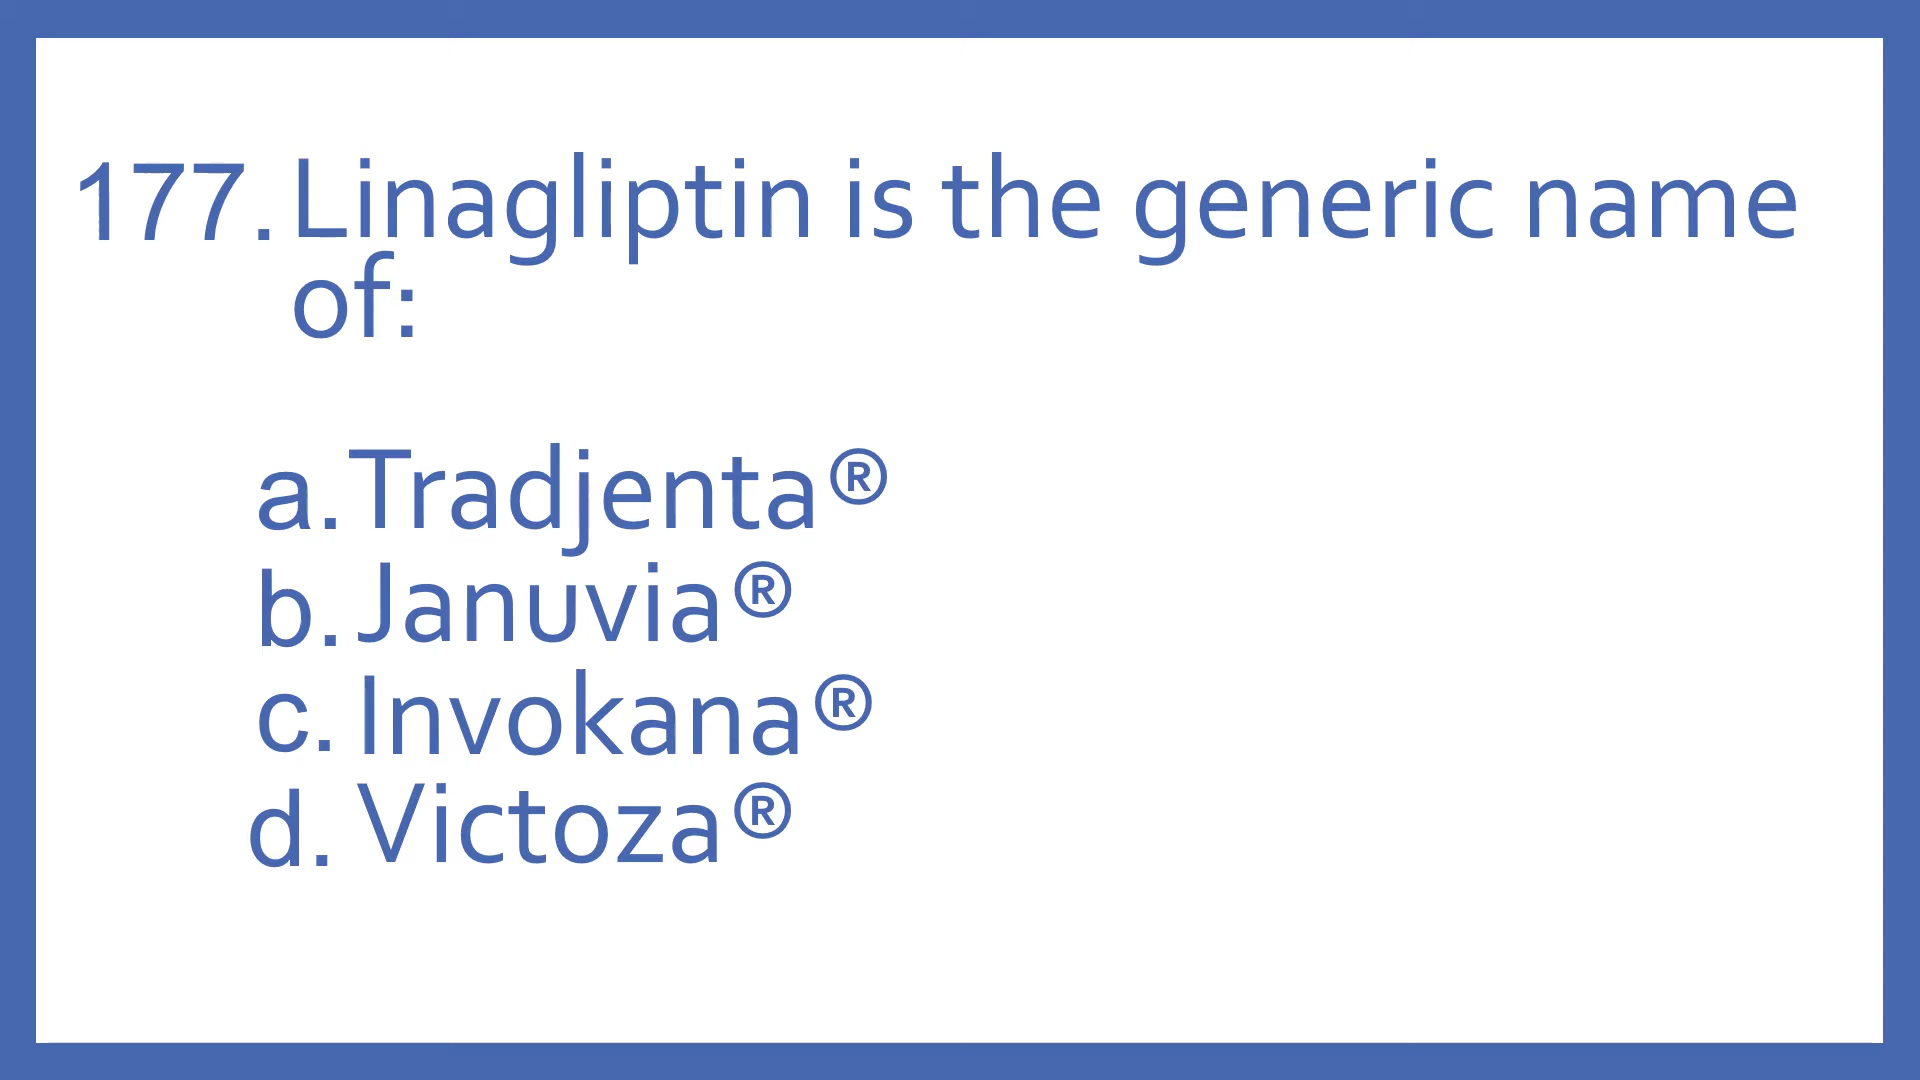 177. Linagliptin is the generic name
of:
a. Tradjenta®
b. Januvia®
c. Invokana®
d. Victoza®